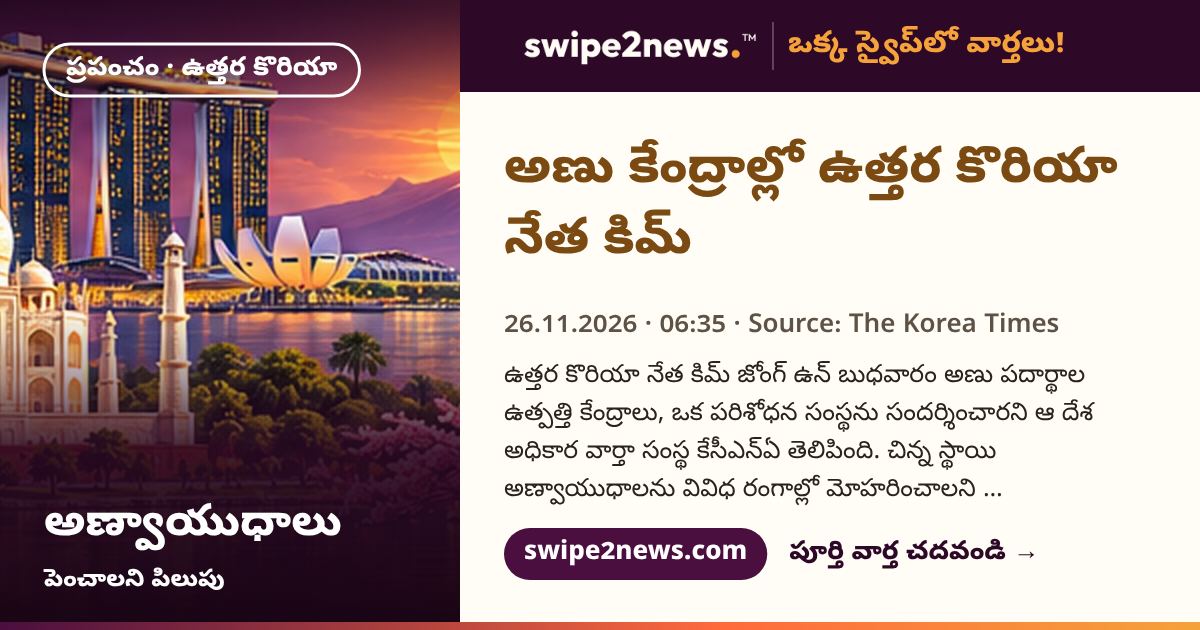 ప్రపంచం · ఉత్తర కొరియా
అణ్వాయుధాలు
పెంచాలని పిలుపు
swipe2news.™
ఒక్క స్వైప్‌లో వార్తలు!
అణు కేంద్రాల్లో ఉత్తర కొరియా
నేత కిమ్
26.11.2026 · 06:35 · Source: The Korea Times
ఉత్తర కొరియా నేత కిమ్ జోంగ్ ఉన్ బుధవారం అణు పదార్థాల
ఉత్పత్తి కేంద్రాలు, ఒక పరిశోధన సంస్థను సందర్శించారని ఆ దేశ
అధికార వార్తా సంస్థ కేసీఎన్ఏ తెలిపింది. చిన్న స్థాయి
అణ్వాయుధాలను వివిధ రంగాల్లో మోహరించాలని ...
swipe2news.com
పూర్తి వార్త చదవండి →